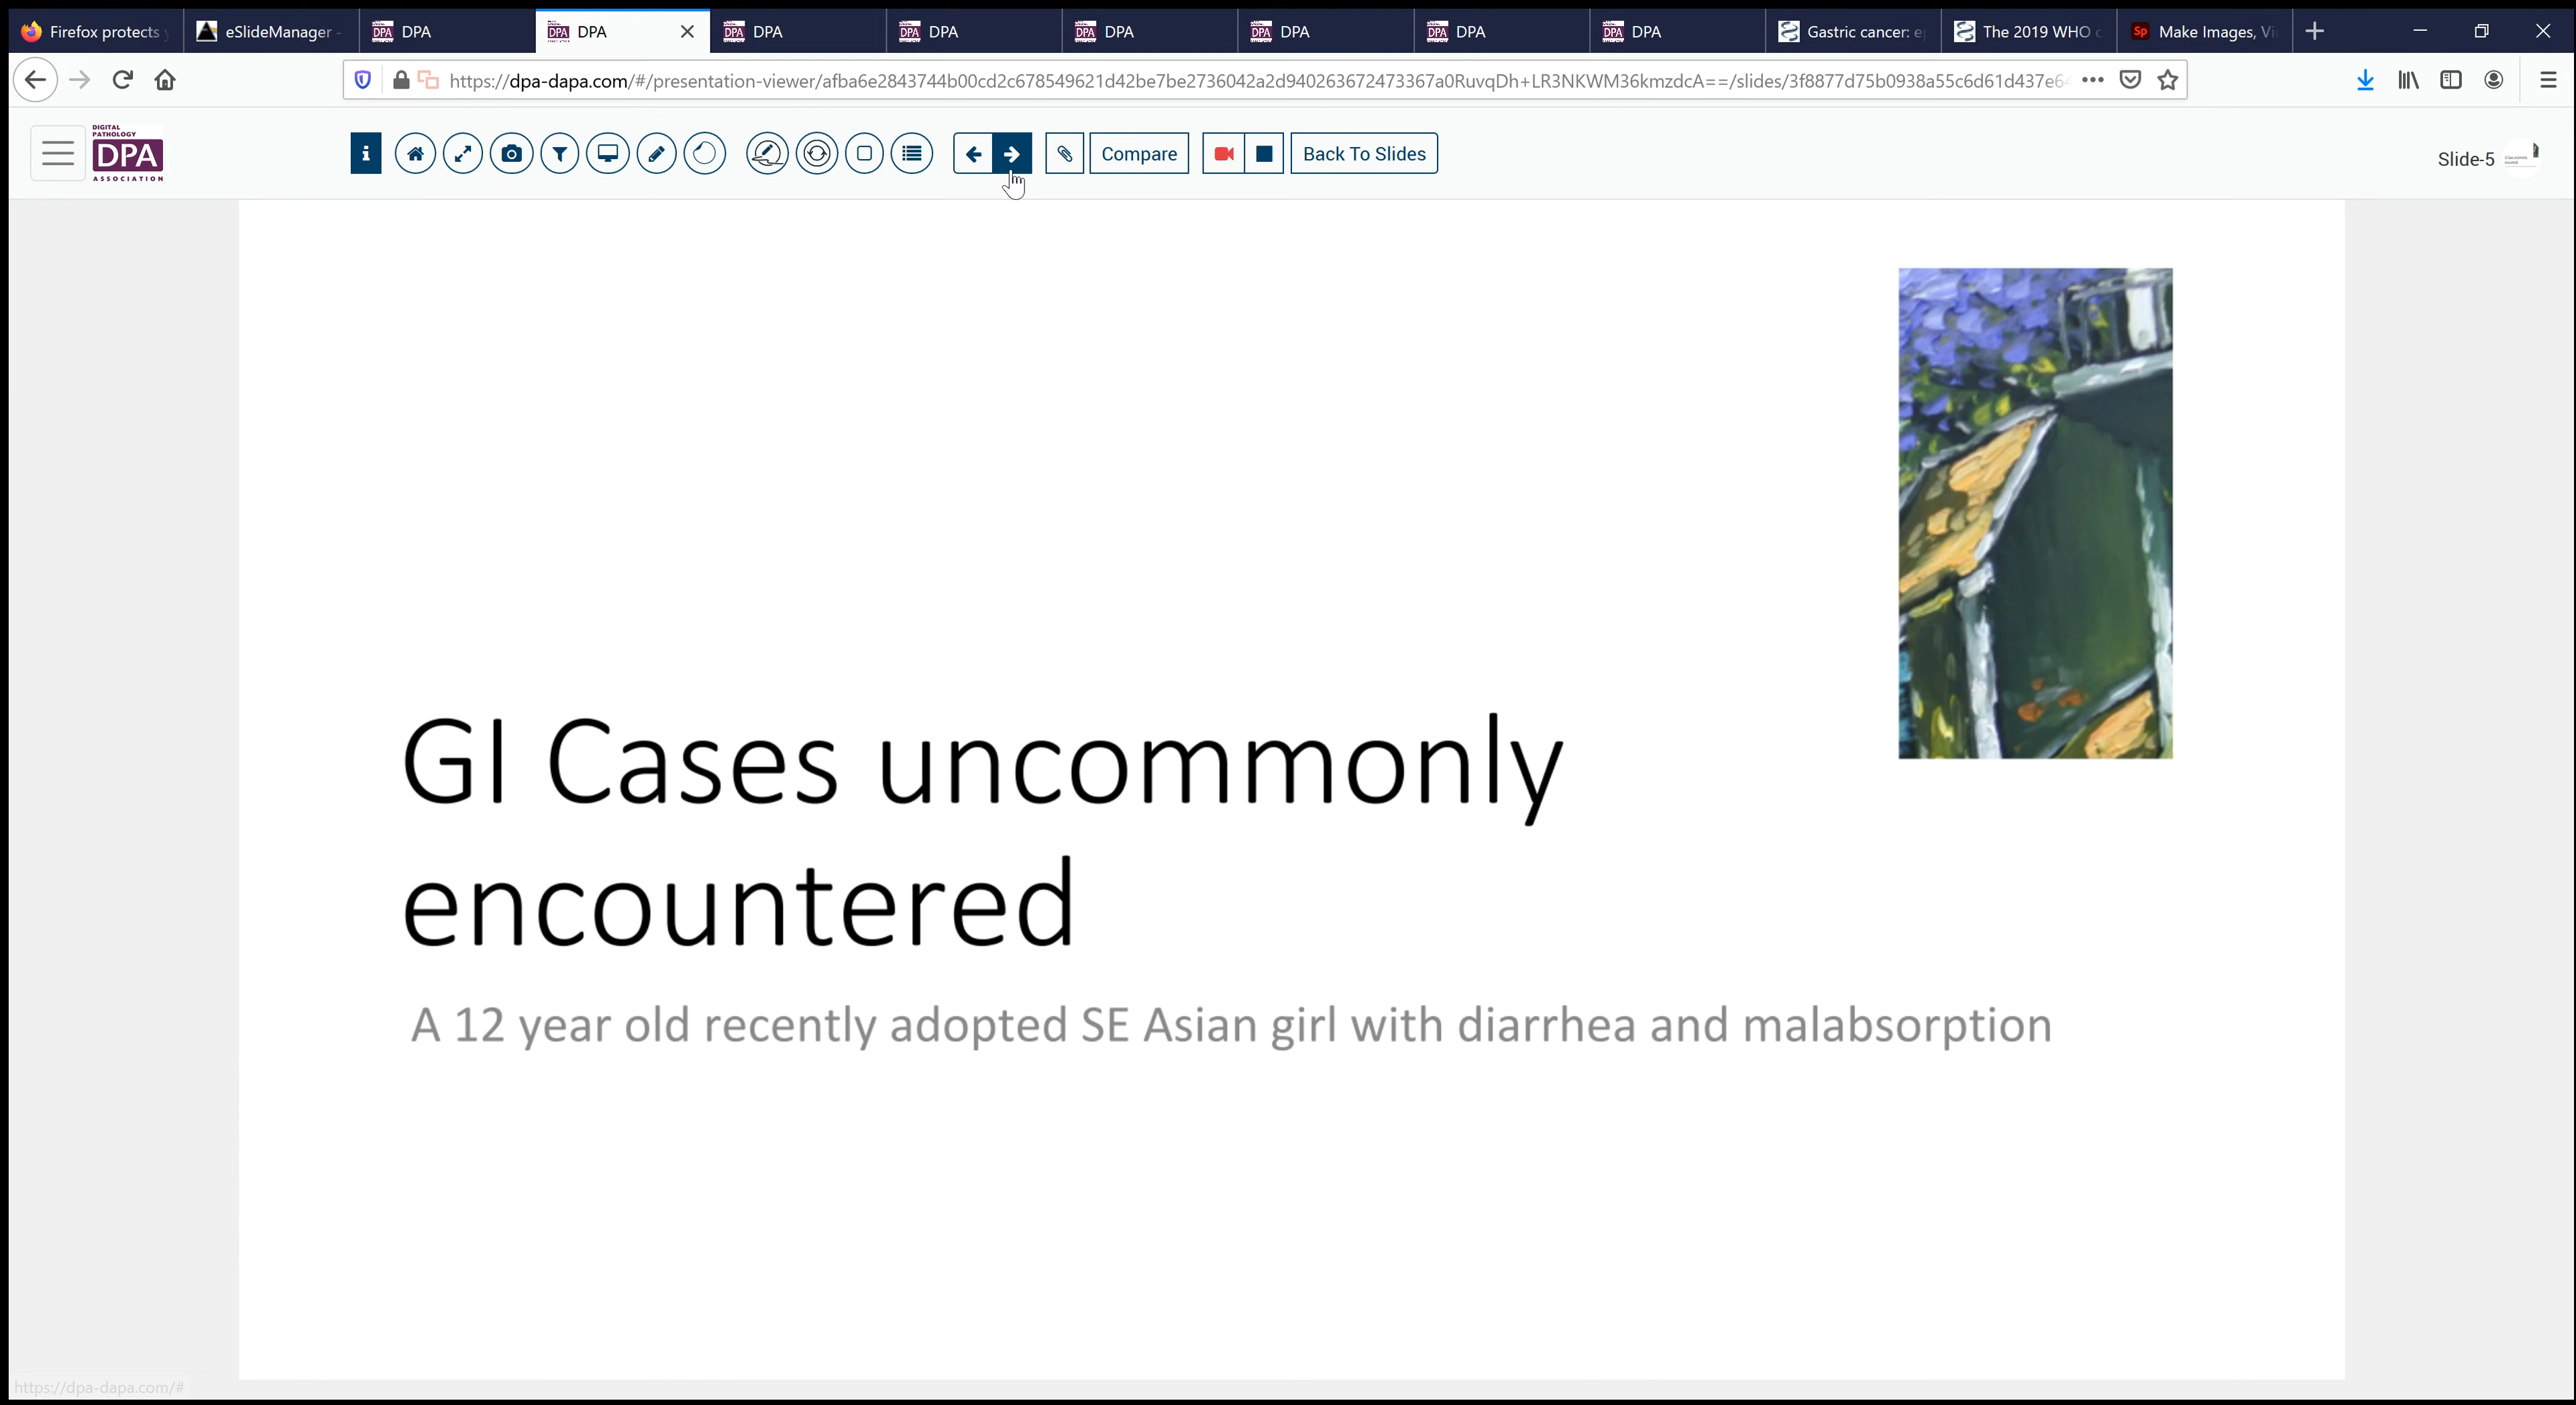 Firefox protects
eSlideManager -
DPA
DPA
DPA
DPA
DPA
DPA
DPA
DPA
Gastric cancer: e
The 2019 WHO c
Sp Make Images, Vi
https://dpa-dapa.com/#/presentation-viewer/afba6e2843744b00cd2c678549621d42be7be2736042a2d940263672473367a0RuvqDh+LR3NKWM36kmzdcA==/slides/3f8877d75b0938a55c6d61d437e6
DIGITAL
PATHOLOGY
DPA
ASSOCIATION
Compare
Back To Slides
Slide-5
GI Cases uncommonly
encountered
A 12 year old recently adopted SE Asian girl with diarrhea and malabsorption
https://dpa-dapa.com/#